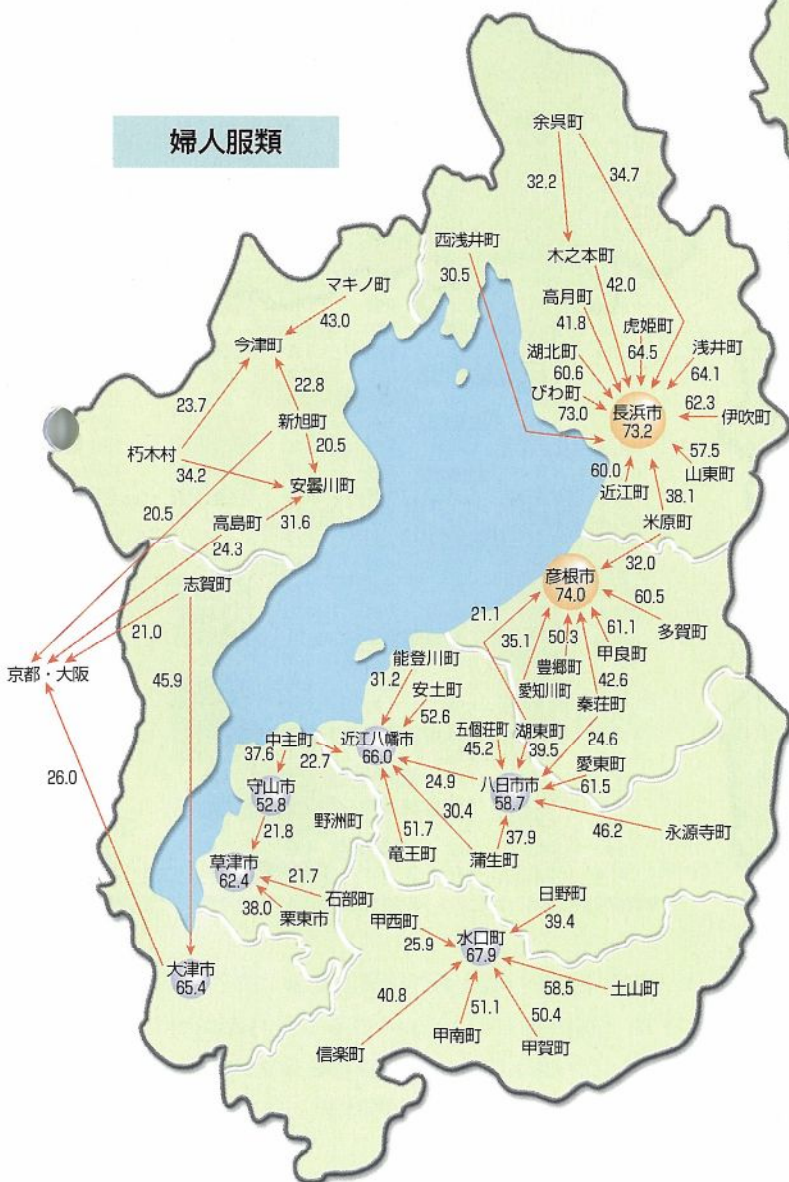 婦人服類
余呉町
32.2
34.7
西浅井町
30.5
木之本町
42.0
高月町
41.8
虎姫町
64.5
浅井町
64.1
湖北町
60.6
びわ町
73.0
長浜市
73.2
62.3
伊吹町
57.5
山東町
60.0
近江町
38.1
米原町
32.0
マキノ町
43.0
今津町
22.8
23.7
新旭町
20.5
朽木村
34.2
安曇川町
20.5
高島町
31.6
24.3
志賀町
21.0
京都・大阪
45.9
26.0
彦根市
74.0
60.5
多賀町
21.1
35.1
50.3
61.1
甲良町
豊郷町
愛知川町
42.6
秦荘町
24.6
能登川町
31.2
安土町
52.6
五個荘町
45.2
湖東町
39.5
愛東町
61.5
中主町
37.6
22.7
近江八幡市
66.0
24.9
八日市市
58.7
守山市
52.8
野洲町
30.4
37.9
46.2
永源寺町
51.7
竜王町
蒲生町
21.8
草津市
62.4
21.7
石部町
38.0
栗東市
日野町
39.4
甲西町
25.9
水口町
67.9
大津市
65.4
40.8
58.5
土山町
51.1
50.4
甲南町
甲賀町
信楽町